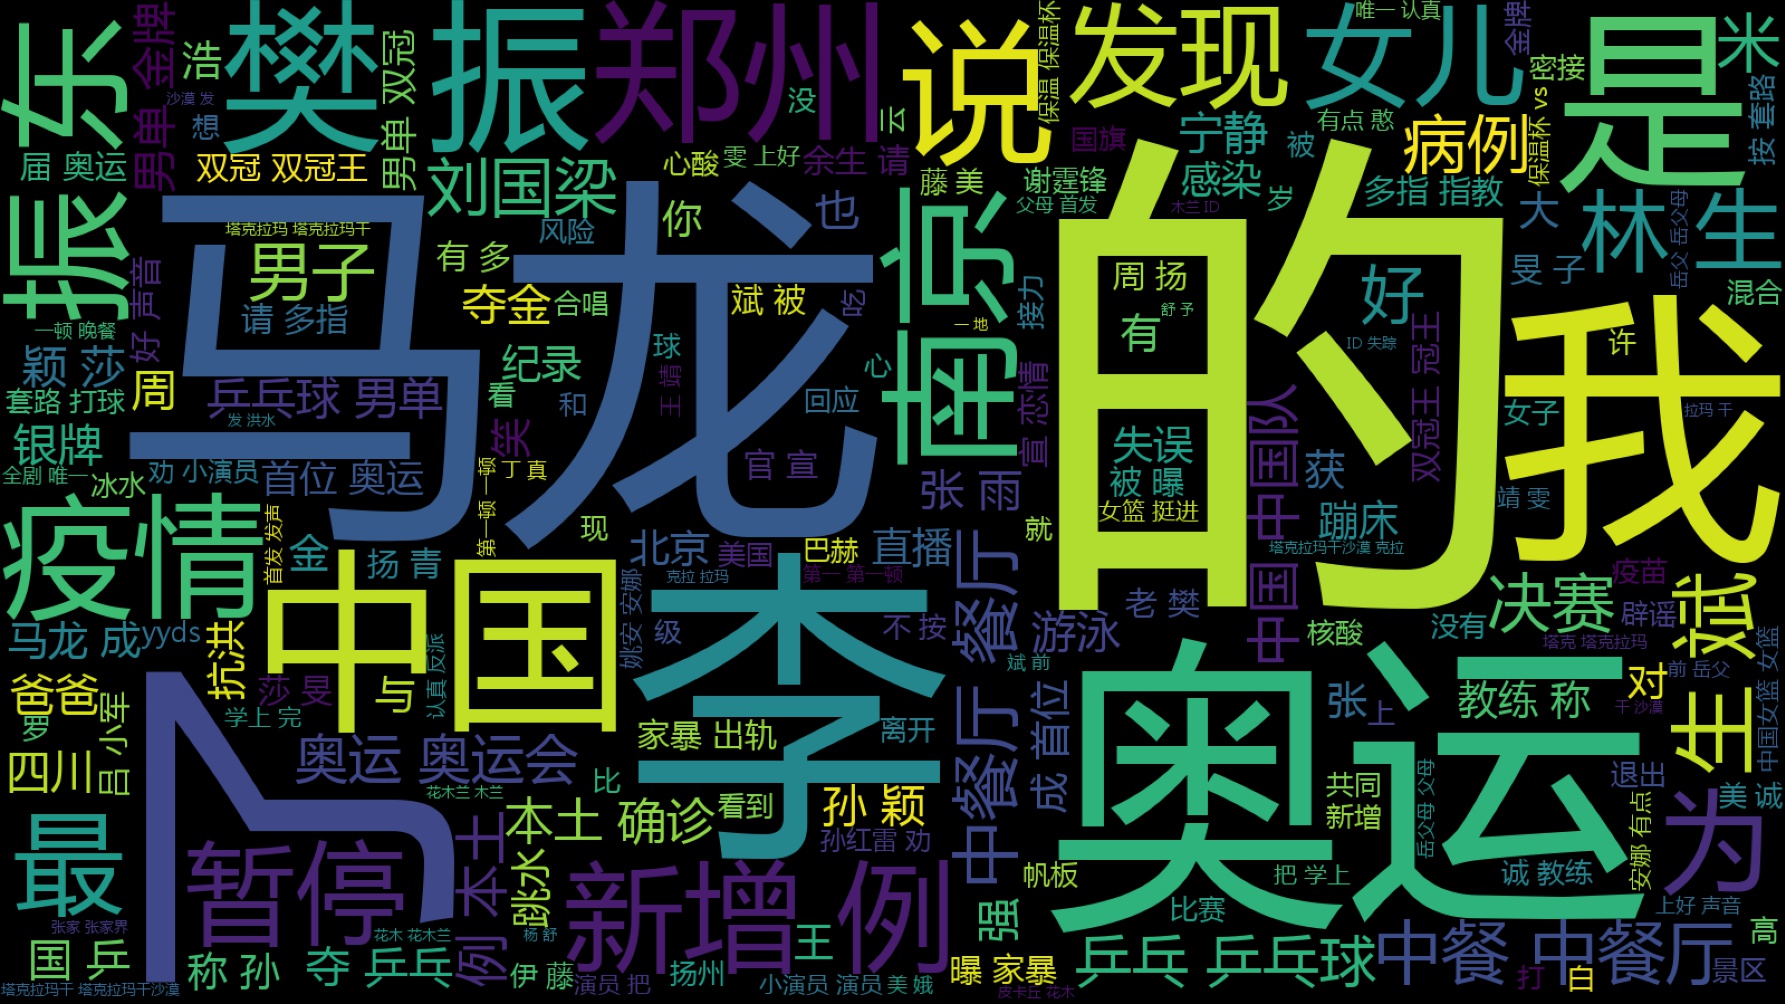 东
男单 金牌
浩
樊
男单 双冠
振
郑州
没
云
说
保温 保温杯
发现
唯一 认真
女儿
金牌
密接
是
米
按 套路
沙漠 发
想
届 奥运
双冠 双冠王
刘国梁
心酸
雯 上好
余生 请
国旗
宁静
有点 憨
被
病例
保温杯 vs
振
马龙
塔克拉玛 塔克拉玛干
男子
请 多指
有 多
风险
你
也
藤 美
谢霆锋
父母 首发
感染
木兰 ID
岁
多指 指教
大
林 生
岳父 岳父母
旻 子
混合
好 声音
一顿 晚餐
颖 莎
周
套路 打球
夺金
合唱
斌 被
吃
南京
接力
一 地
的
周 扬
舒 予
有
好
ID 失踪
双冠王 冠王
我
许
拉玛 干
女子
乒乓球 男单
发 洪水
纪录
看
球
和
王 靖
回应
心
宣 恋情
银牌
全剧 唯一
冰水
劝 小演员
首位 奥运
笑
第一顿 一顿
丁 真
官 宣
张 雨
失误
被 曝
女篮 挺进
中国 中国队
获
靖 雯
蹦床
疫情
首发 发声
金
扬 青
现
北京
美国
巴赫
直播
就
塔克拉玛干沙漠 克拉
克拉 拉玛
第一 第一顿
中餐厅 餐厅
老 樊
决赛
疫苗
生 斌
马龙 成
yyds
抗洪
中国
姚安 安娜
级
李
不 按
游泳
斌 前
核酸
没有
辟谣
塔克 塔克拉玛
中国女篮 女篮
爸爸
罗
吕 小军
莎 旻
学上 完
与
认真 反派
家暴 出轨
离开
成 首位
奥运
张
上
教练 称
对
前 岳父
干 沙漠
四川
奥运 奥运会
花木兰 木兰
比
本土 确诊
看到
孙 颖
孙红雷 劝
共同
新增
岳父母 父母
退出
安娜 有点
美 诚
为
最
暂停
例 本土
跳水
新增 例
帆板
把 学上
诚 教练
比赛
上好 声音
张家 张家界
国 乒
称 孙
花木 花木兰
夺 乒乓
杨 舒
伊 藤
演员 把
扬州
王
小演员 演员
美 娥
强
曝 家暴
皮卡丘 花木
乒乓 乒乓球
中餐 中餐厅
打
白
景区
高
塔克拉玛干 塔克拉玛干沙漠